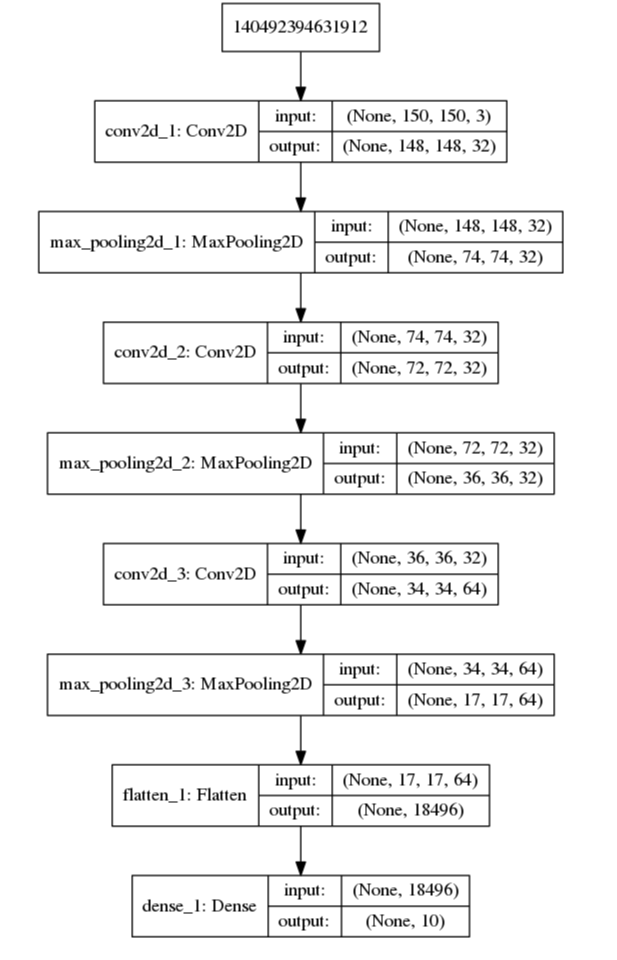 140492394631912
conv2d_1: Conv2D
input: (None, 150, 150, 3)
output: (None, 148, 148, 32)
max_pooling2d_1: MaxPooling2D
input: (None, 148, 148, 32)
output: (None, 74, 74, 32)
conv2d_2: Conv2D
input: (None, 74, 74, 32)
output: (None, 72, 72, 32)
max_pooling2d_2: MaxPooling2D
input: (None, 72, 72, 32)
output: (None, 36, 36, 32)
conv2d_3: Conv2D
input: (None, 36, 36, 32)
output: (None, 34, 34, 64)
max_pooling2d_3: MaxPooling2D
input: (None, 34, 34, 64)
output: (None, 17, 17, 64)
flatten_1: Flatten
input: (None, 17, 17, 64)
output: (None, 18496)
dense_1: Dense
input: (None, 18496)
output: (None, 10)